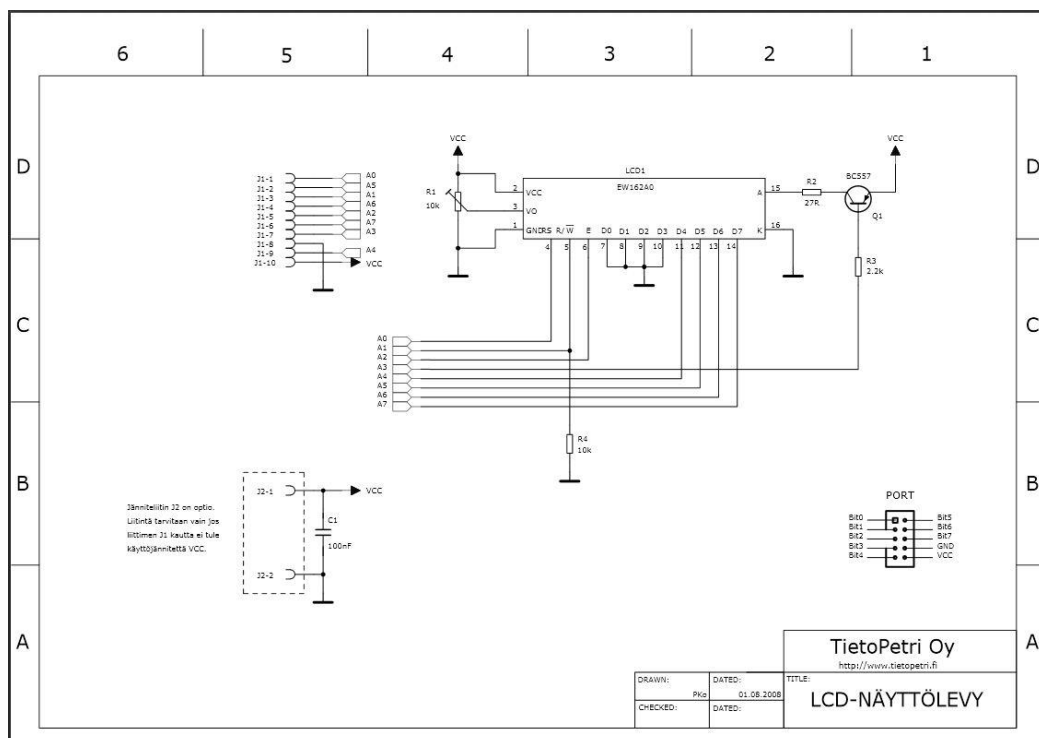 6 5 4 3 2 1
D
C
B
A
D
C
B
A
J1-1 A0
J1-2 A5
J1-3 A1
J1-4 A6
J1-5 A2
J1-6 A7
J1-7 A3
J1-8
J1-9 A4
J1-10 VCC
VCC
R1
10k
LCD1
EW162A0
2 VCC
3 VO
1 GND
RS R/W E D0 D1 D2 D3 D4 D5 D6 D7
4 5 6 7 8 9 10 11 12 13 14
A 15
K 16
R2
27R
BC557
Q1
VCC
R3
2.2k
A0
A1
A2
A3
A4
A5
A6
A7
R4
10k
J2-1
VCC
C1
100nF
J2-2
Jänniteliitin J2 on optio.
Liitintä tarvitaan vain jos
liittimen J1 kautta ei tule
käyttöjännitettä VCC.
PORT
Bit0 Bit5
Bit1 Bit6
Bit2 Bit7
Bit3 GND
Bit4 VCC
TietoPetri Oy
http://www.tietopetri.fi
DRAWN: PKo
DATED: 01.08.2008
TITLE:
LCD-NÄYTTÖLEVY
CHECKED:
DATED: